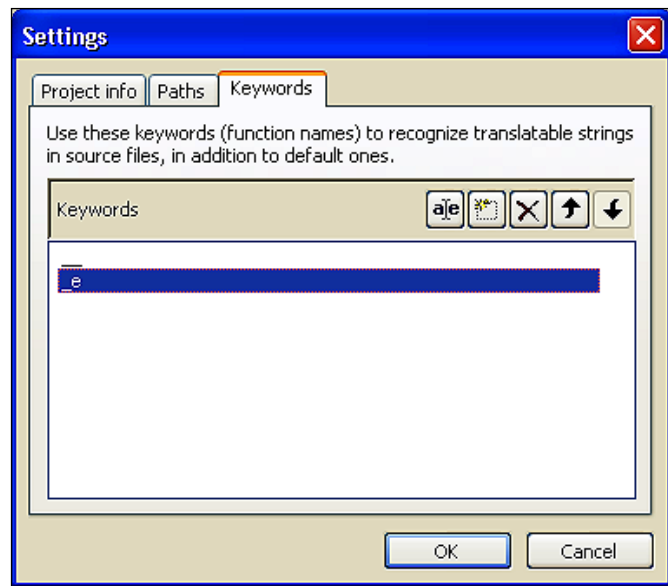 Settings
Project info Paths Keywords
Use these keywords (function names) to recognize translatable strings
in source files, in addition to default ones.
Keywords
__
_e
OK Cancel